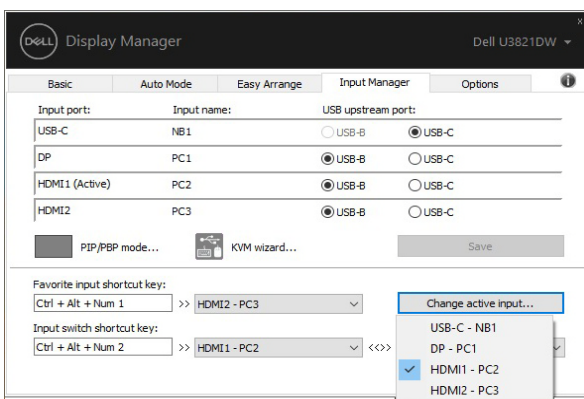 DELL Display Manager Dell U3821DW
Basic Auto Mode Easy Arrange Input Manager Options
Input port: Input name: USB upstream port:
USB-C NB1 USB-B USB-C
DP PC1 USB-B USB-C
HDMI1 (Active) PC2 USB-B USB-C
HDMI2 PC3 USB-B USB-C
PIP/PBP mode... KVM wizard... Save
Favorite input shortcut key:
Ctrl + Alt + Num 1 >> HDMI2 - PC3 Change active input...
Input switch shortcut key:
Ctrl + Alt + Num 2 >> HDMI1 - PC2 <<>>
USB-C - NB1
DP - PC1
HDMI1 - PC2
HDMI2 - PC3